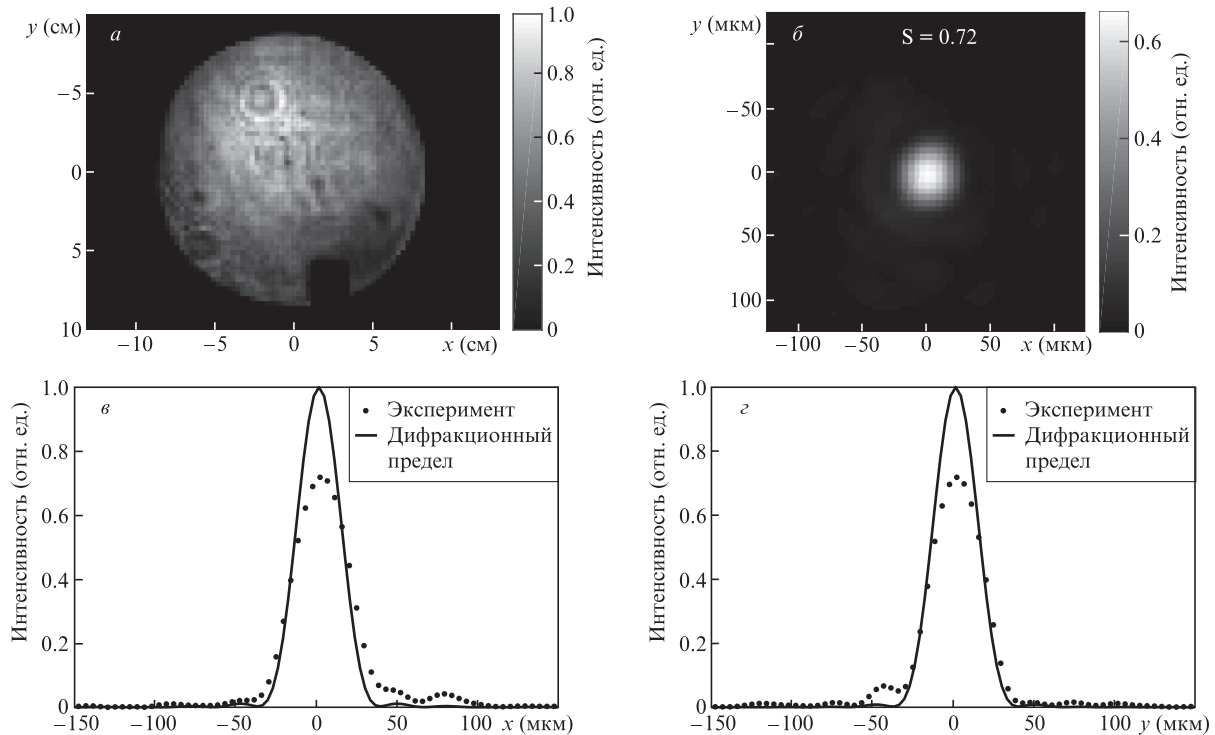 y (см)
а
−5
0
5
10
−10
−5
0
5
x (см)
1.0
0.8
0.6
0.4
0.2
0
Интенсивность (отн. ед.)
y (мкм)
б
S = 0.72
−50
0
50
100
−100
−50
0
50
x (мкм)
0.6
0.4
0.2
0
Интенсивность (отн. ед.)
в
Интенсивность (отн. ед.)
1.0
0.8
0.6
0.4
0.2
0
−150
−100
−50
0
50
100
x (мкм)
Эксперимент
Дифракционный
предел
г
Интенсивность (отн. ед.)
1.0
0.8
0.6
0.4
0.2
0
−150
−100
−50
0
50
100
y (мкм)
Эксперимент
Дифракционный
предел